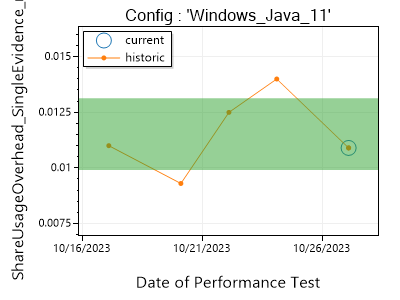 Config : 'Windows_Java_11'
current
historic
0.015
0.0125
0.01
0.0075
ShareUsageOverhead_SingleEvidence_
10/16/2023
10/21/2023
10/26/2023
Date of Performance Test